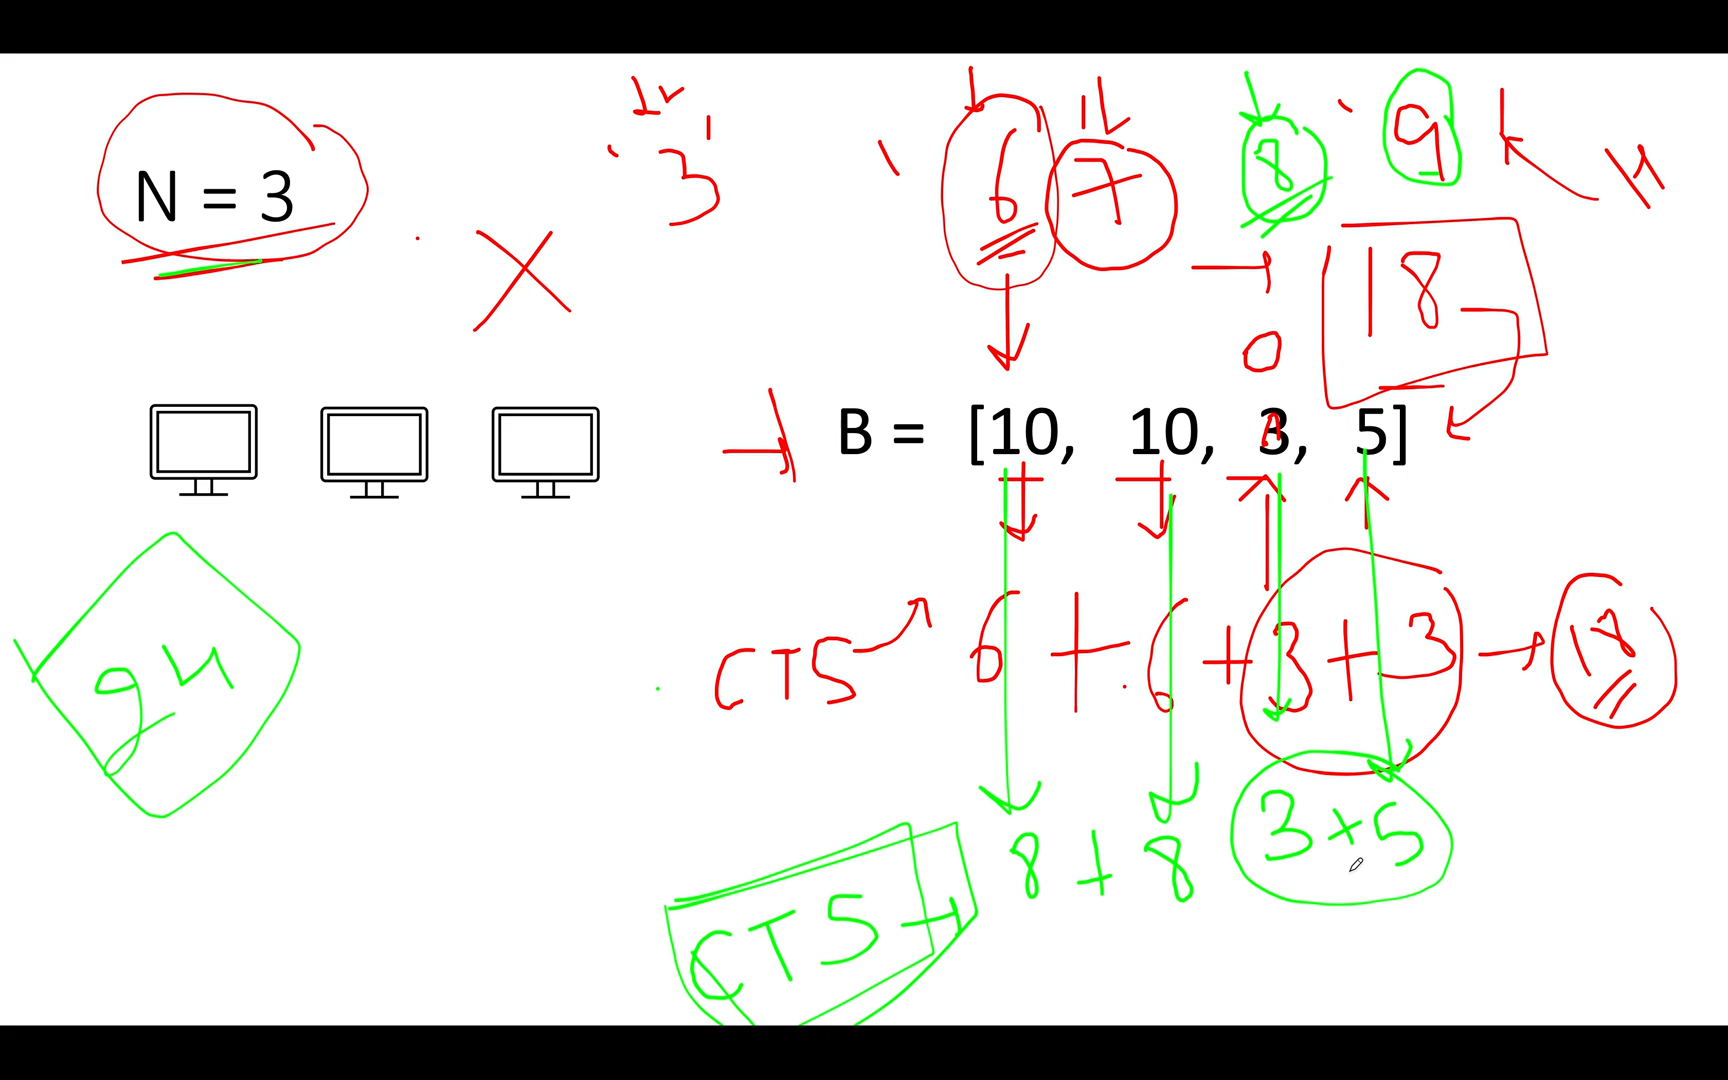 3
6 7
8
9
N = 3
18
0
B = [10, 10, 3, 5]
CTS 6 + 6 + 3 + 3 → 18
24
8 + 8 3 + 5
CTS